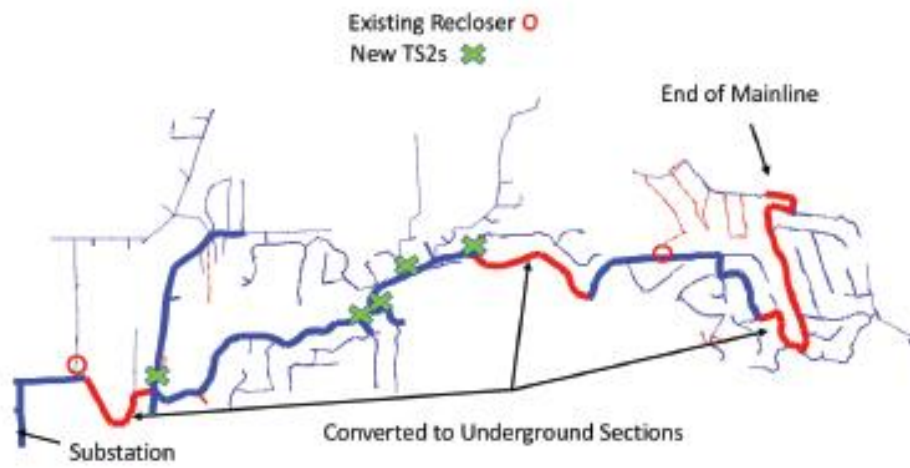 Existing Recloser O
New TS2s
End of Mainline
Converted to Underground Sections
Substation